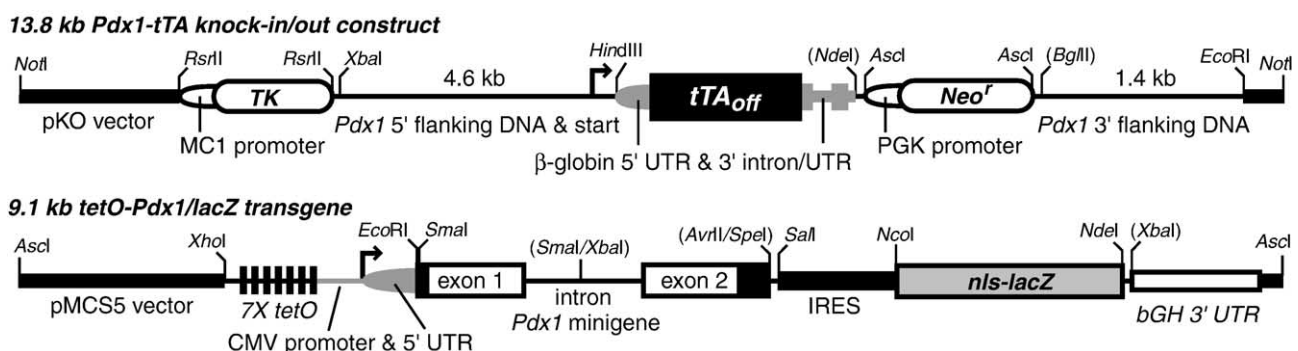 13.8 kb Pdx1-tTA knock-in/out construct
NotI RsrII RsrII XbaI 4.6 kb HindIII (NdeI) AscI AscI (BglII) 1.4 kb EcoRI NotI
TK tTAoff Neor
pKO vector Pdx1 5' flanking DNA & start Pdx1 3' flanking DNA
MC1 promoter PGK promoter
β-globin 5' UTR & 3' intron/UTR
9.1 kb tetO-Pdx1/lacZ transgene
AscI XhoI EcoRI SmaI (SmaI/XbaI) (AvrII/SpeI) SalI NcoI NdeI (XbaI) AscI
exon 1 exon 2 nls-lacZ
pMCS5 vector 7X tetO intron IRES bGH 3' UTR
Pdx1 minigene
CMV promoter & 5' UTR